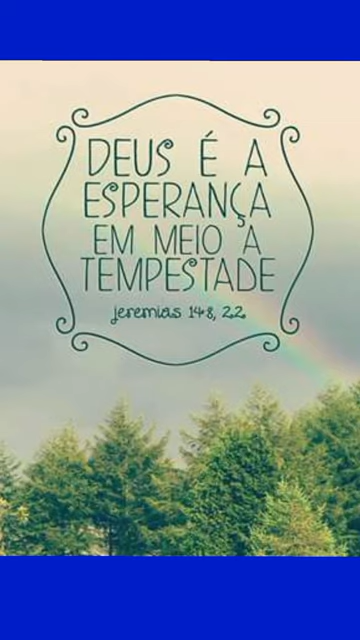 DEUS É A
ESPERANÇA
EM MEIO A
TEMPESTADE
jeremias 14:8, 22